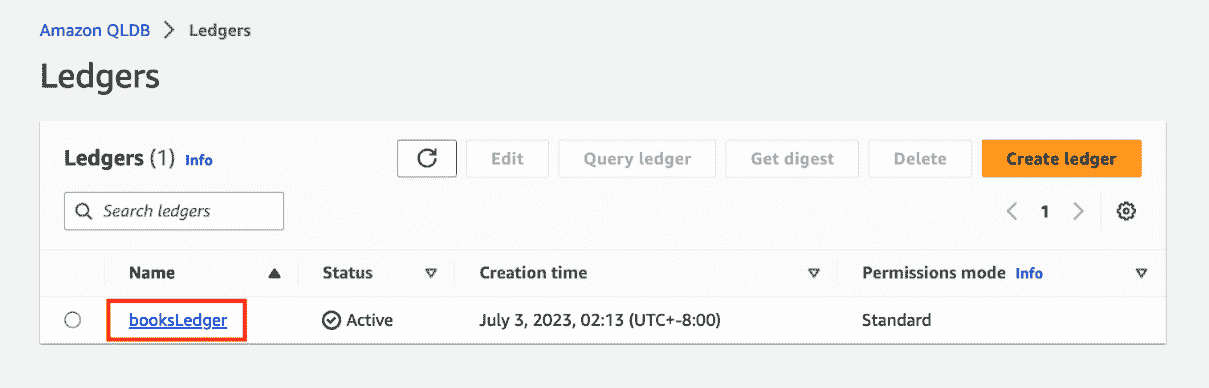 Amazon QLDB > Ledgers
Ledgers
Ledgers (1) Info
Edit Query ledger Get digest Delete Create ledger
Search ledgers
1
Name Status Creation time Permissions mode Info
booksLedger Active July 3, 2023, 02:13 (UTC+-8:00) Standard